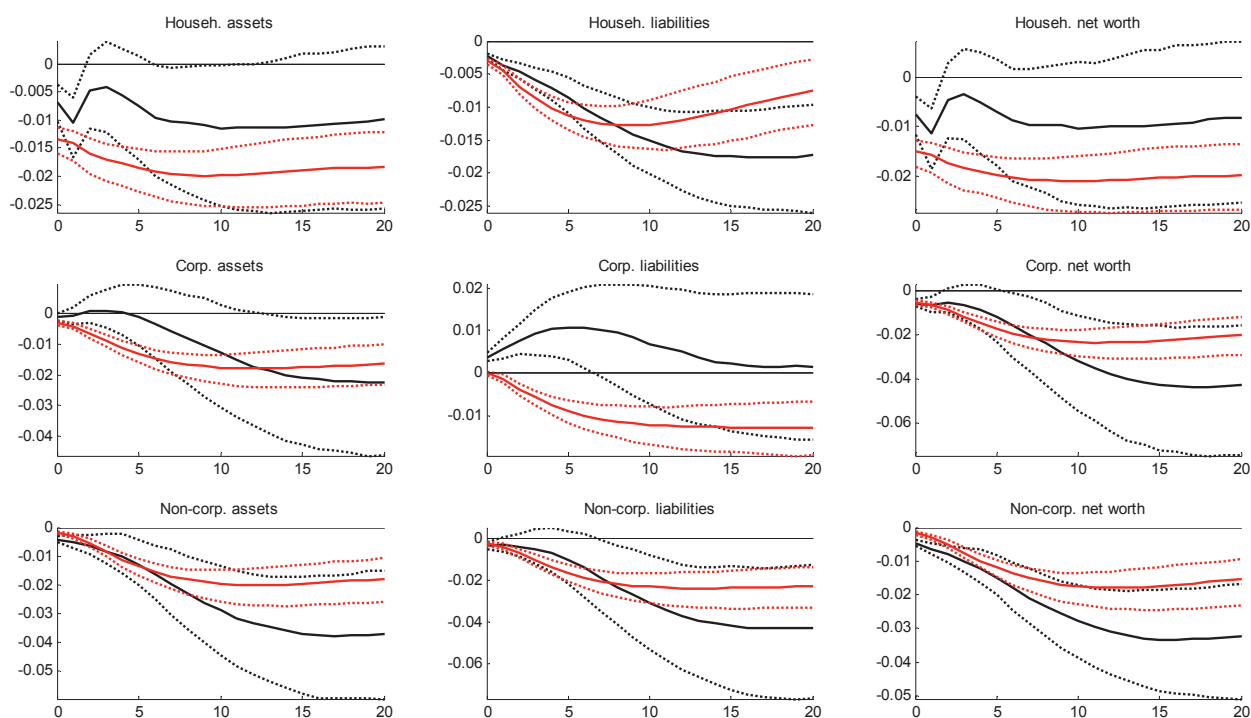 Househ. assets
0
-0.005
-0.01
-0.015
-0.02
-0.025
0 5 10 15 20
Househ. liabilities
0
-0.005
-0.01
-0.015
-0.02
-0.025
0 5 10 15 20
Househ. net worth
0
-0.01
-0.02
0 5 10 15 20
Corp. assets
0
-0.01
-0.02
-0.03
-0.04
0 5 10 15 20
Corp. liabilities
0.02
0.01
0
-0.01
0 5 10 15 20
Corp. net worth
0
-0.02
-0.04
-0.06
0 5 10 15 20
Non-corp. assets
0
-0.01
-0.02
-0.03
-0.04
-0.05
0 5 10 15 20
Non-corp. liabilities
0
-0.02
-0.04
-0.06
0 5 10 15 20
Non-corp. net worth
0
-0.01
-0.02
-0.03
-0.04
-0.05
0 5 10 15 20